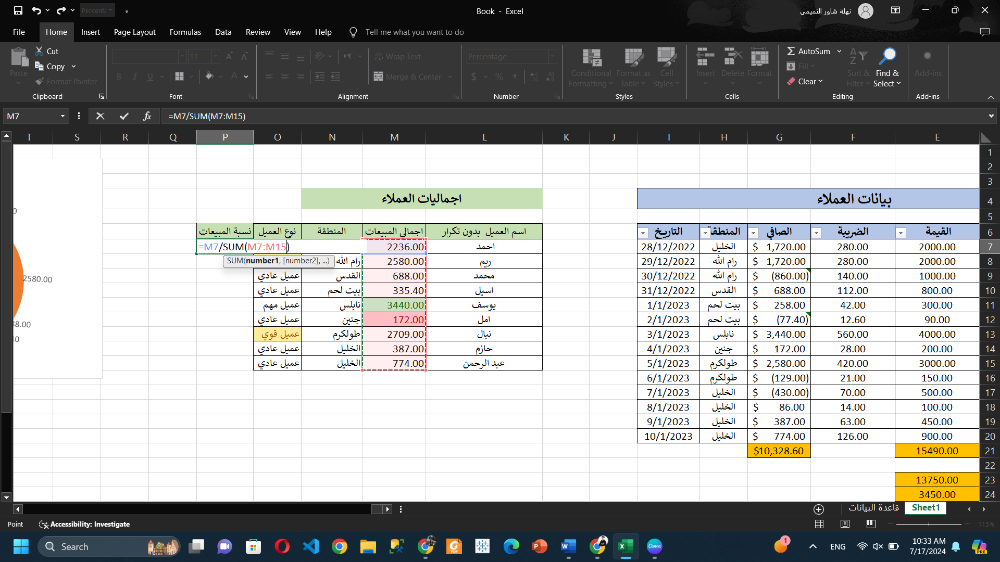 Percent
Book - Excel
نهلة شاور التميمي
File Home Insert Page Layout Formulas Data Review View Help Tell me what you want to do
Paste
Cut
Copy
Format Painter
Clipboard
11
B I U
A
Font
Wrap Text
Merge & Center
Alignment
Percentage
$ % ,
Number
Conditional Formatting
Format as Table
Cell Styles
Styles
Insert Delete Format
Cells
AutoSum
Fill
Clear
Sort & Filter
Find & Select
Editing
Add-ins
Add-ins
M7
fx
=M7/SUM(M7:M15)
T S R Q P O N M L K J I H G F E
1
2
3
بيانات العملاء اجماليات العملاء 4
5
6 القيمة الضريبة الصافي المنطقة التاريخ اسم العميل بدون تكرار اجمالي المبيعات المنطقة نوع العميل نسبة المبيعات
7 2000.00 280.00 $ 1,720.00 الخليل 28/12/2022 احمد 2236.00 =M7/SUM(M7:M15)
SUM(number1, [number2], ...)
8 2000.00 280.00 $ 1,720.00 رام الله 29/12/2022 ريم 2580.00 رام الله
9 1000.00 140.00 $ (860.00) رام الله 30/12/2022 محمد 688.00 القدس عميل عادي
10 800.00 112.00 $ 688.00 القدس 31/12/2022 اسيل 335.40 بيت لحم عميل عادي
11 300.00 42.00 $ 258.00 بيت لحم 1/1/2023 يوسف 3440.00 نابلس عميل مهم
12 90.00 12.60 $ (77.40) بيت لحم 2/1/2023 امل 172.00 جنين عميل عادي
13 4000.00 560.00 $ 3,440.00 نابلس 3/1/2023 نبال 2709.00 طولكرم عميل قوي
14 200.00 28.00 $ 172.00 جنين 4/1/2023 حازم 387.00 الخليل عميل عادي
15 3000.00 420.00 $ 2,580.00 طولكرم 5/1/2023 عبد الرحمن 774.00 الخليل عميل عادي
16 150.00 21.00 $ (129.00) طولكرم 6/1/2023
17 500.00 70.00 $ (430.00) الخليل 7/1/2023
18 100.00 14.00 $ 86.00 الخليل 8/1/2023
19 450.00 63.00 $ 387.00 الخليل 9/1/2023
20 900.00 126.00 $ 774.00 الخليل 10/1/2023
21 15490.00 $10,328.60
22
23 13750.00
24 3450.00
0
2580.00
38.00
40
قاعدة البيانات Sheet1
Point
Accessibility: Investigate
115%
Search
PDF
Canva
1
ENG
10:33 AM
7/17/2024
PRE